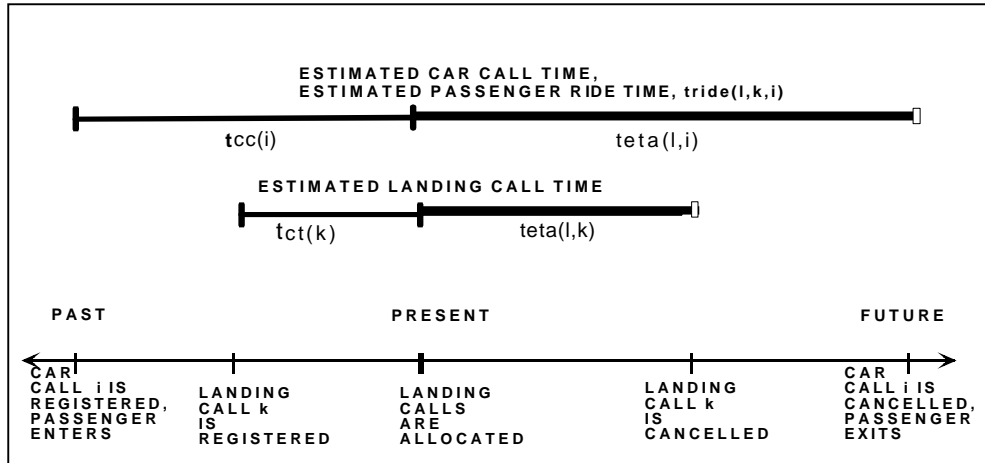 ESTIMATED CAR CALL TIME,
ESTIMATED PASSENGER RIDE TIME, tride(l,k,i)
tcc(i)
teta(l,i)
ESTIMATED LANDING CALL TIME
tct(k)
teta(l,k)
PAST
PRESENT
FUTURE
CAR
CALL i IS
REGISTERED,
PASSENGER
ENTERS
LANDING
CALL k
IS
REGISTERED
LANDING
CALLS
ARE
ALLOCATED
LANDING
CALL k
IS
CANCELLED
CAR
CALL i IS
CANCELLED,
PASSENGER
EXITS